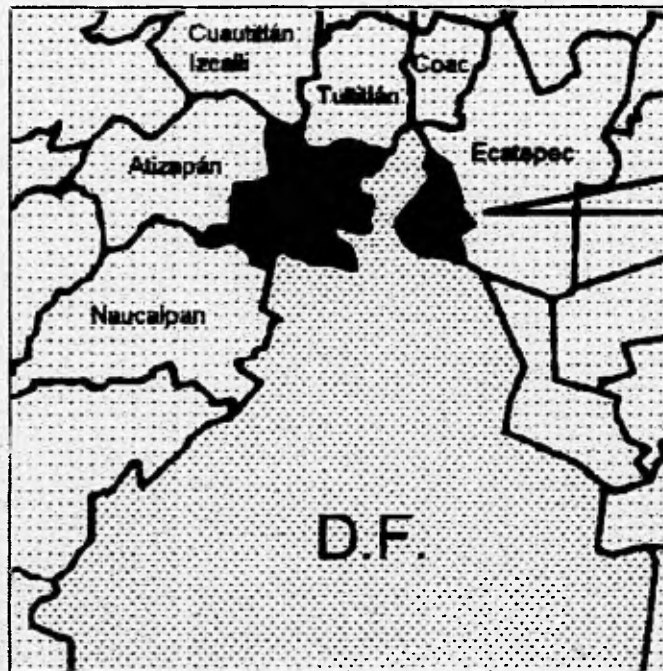 Cuautitlán
Izcalli
Tultitlán
Coac
Atizapán
Ecatepec
Naucalpan
D.F.